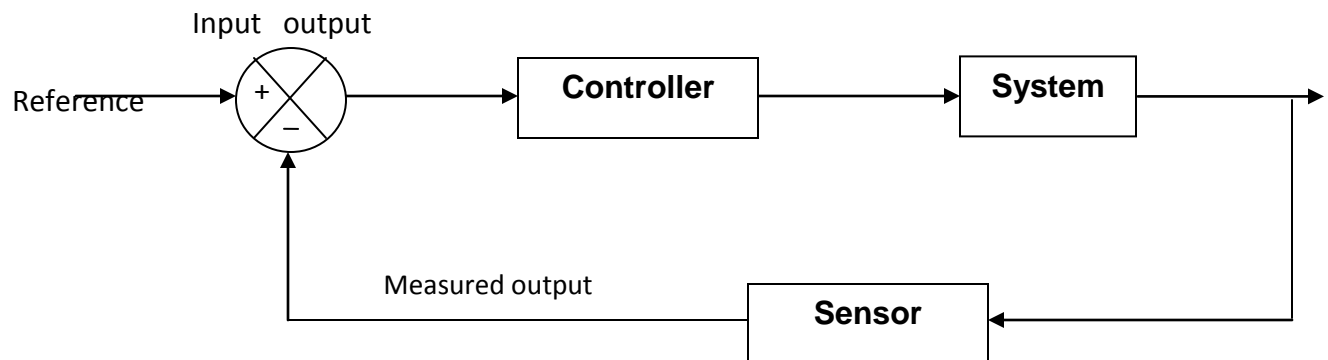 Input output
Reference
+
–
Controller
System
Measured output
Sensor